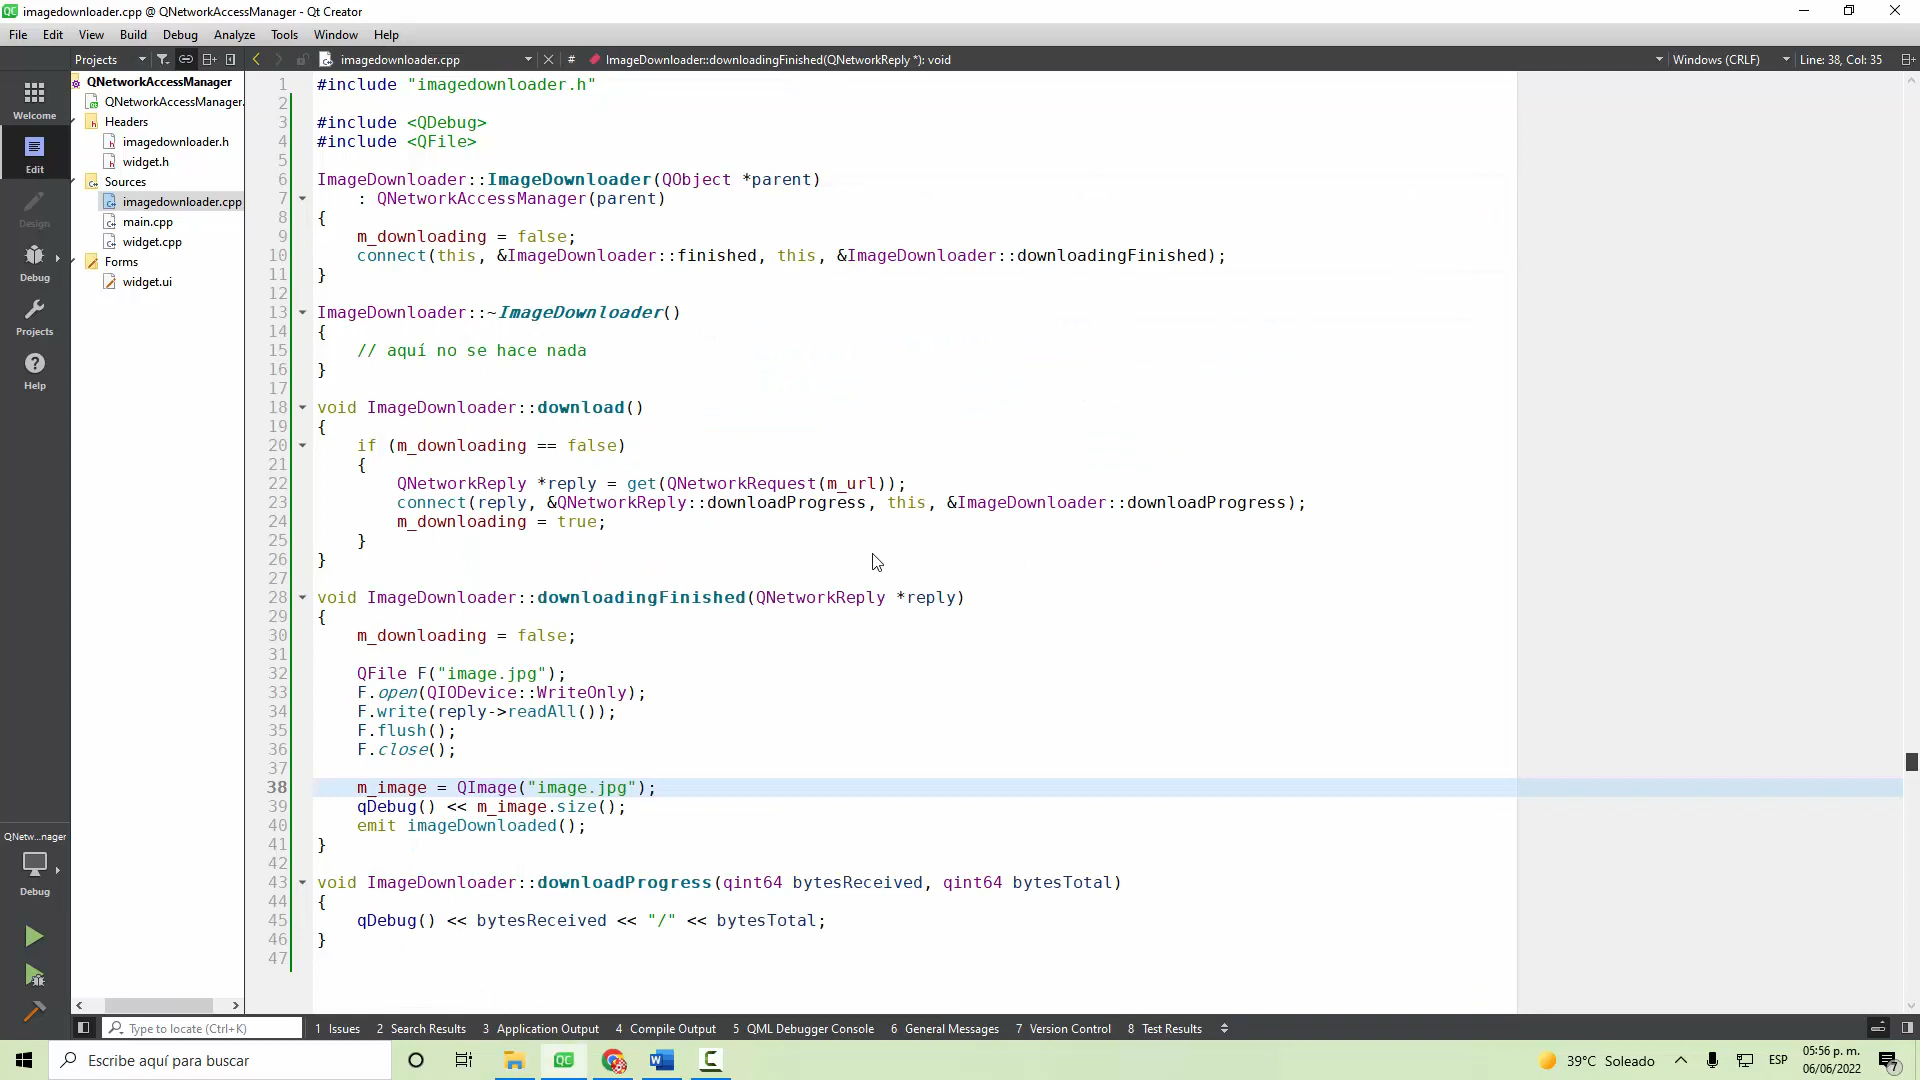 imagedownloader.cpp @ QNetworkAccessManager - Qt Creator
File Edit View Build Debug Analyze Tools Window Help
Projects imagedownloader.cpp # ImageDownloader::downloadingFinished(QNetworkReply *): void Windows (CRLF) Line: 38, Col: 35
Welcome
Edit
Design
Debug
Projects
Help
QNetw...nager
Debug
QNetworkAccessManager
QNetworkAccessManager.
Headers
imagedownloader.h
widget.h
Sources
imagedownloader.cpp
main.cpp
widget.cpp
Forms
widget.ui
1 #include "imagedownloader.h"
2
3 #include <QDebug>
4 #include <QFile>
5
6 ImageDownloader::ImageDownloader(QObject *parent)
7     : QNetworkAccessManager(parent)
8 {
9     m_downloading = false;
10     connect(this, &ImageDownloader::finished, this, &ImageDownloader::downloadingFinished);
11 }
12
13 ImageDownloader::~ImageDownloader()
14 {
15     // aquí no se hace nada
16 }
17
18 void ImageDownloader::download()
19 {
20     if (m_downloading == false)
21     {
22         QNetworkReply *reply = get(QNetworkRequest(m_url));
23         connect(reply, &QNetworkReply::downloadProgress, this, &ImageDownloader::downloadProgress);
24         m_downloading = true;
25     }
26 }
27
28 void ImageDownloader::downloadingFinished(QNetworkReply *reply)
29 {
30     m_downloading = false;
31
32     QFile F("image.jpg");
33     F.open(QIODevice::WriteOnly);
34     F.write(reply->readAll());
35     F.flush();
36     F.close();
37
38     m_image = QImage("image.jpg");
39     qDebug() << m_image.size();
40     emit imageDownloaded();
41 }
42
43 void ImageDownloader::downloadProgress(qint64 bytesReceived, qint64 bytesTotal)
44 {
45     qDebug() << bytesReceived << "/" << bytesTotal;
46 }
47
Type to locate (Ctrl+K) 1 Issues 2 Search Results 3 Application Output 4 Compile Output 5 QML Debugger Console 6 General Messages 7 Version Control 8 Test Results
Escribe aquí para buscar 39°C Soleado ESP 05:56 p. m.
06/06/2022 7